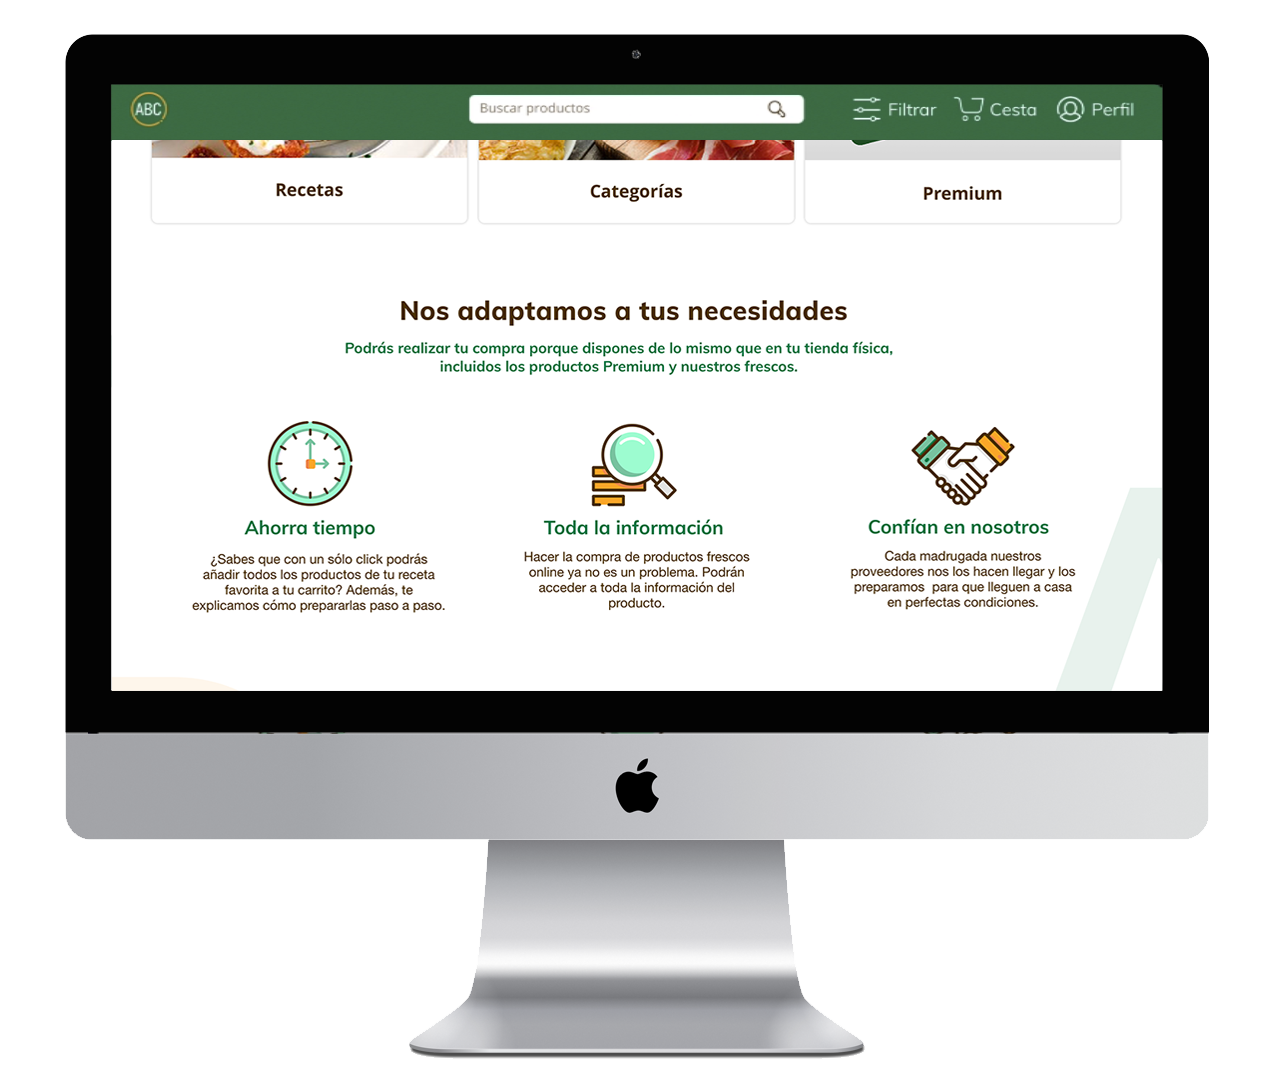 ABC
Buscar productos
Filtrar
Cesta
Perfil
Recetas
Categorías
Premium
Nos adaptamos a tus necesidades
Podrás realizar tu compra porque dispones de lo mismo que en tu tienda física,
incluidos los productos Premium y nuestros frescos.
Ahorra tiempo
¿Sabes que con un sólo click podrás
añadir todos los productos de tu receta
favorita a tu carrito? Además, te
explicamos cómo prepararlas paso a paso.
Toda la información
Hacer la compra de productos frescos
online ya no es un problema. Podrán
acceder a toda la información del
producto.
Confían en nosotros
Cada madrugada nuestros
proveedores nos los hacen llegar y los
preparamos  para que lleguen a casa
en perfectas condiciones.